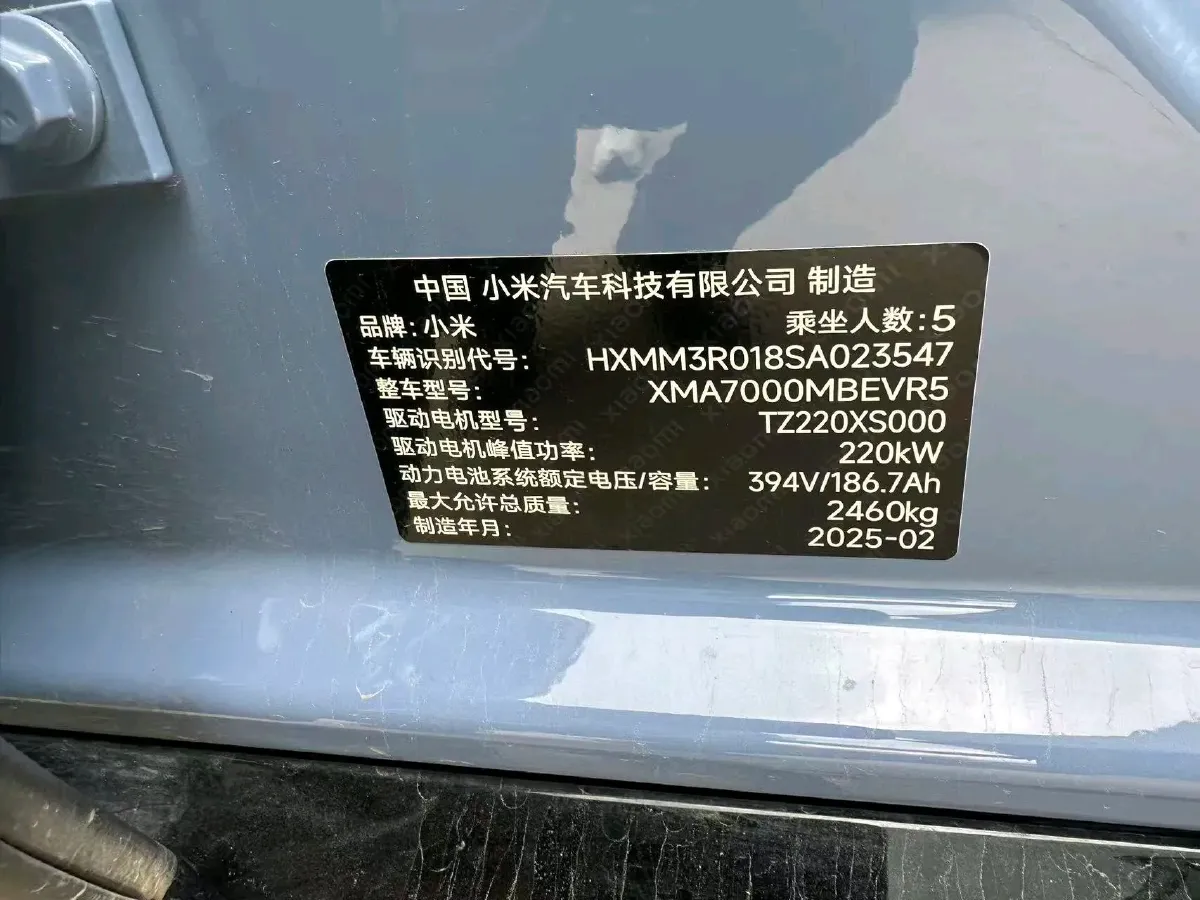 中国 小米汽车科技有限公司 制造
品牌:小米 乘坐人数:5
车辆识别代号: HXMM3R018SA023547
整车型号: XMA7000MBEVR5
驱动电机型号: TZ220XS000
驱动电机峰值功率: 220kW
动力电池系统额定电压/容量: 394V/186.7Ah
最大允许总质量: 2460kg
制造年月: 2025-02